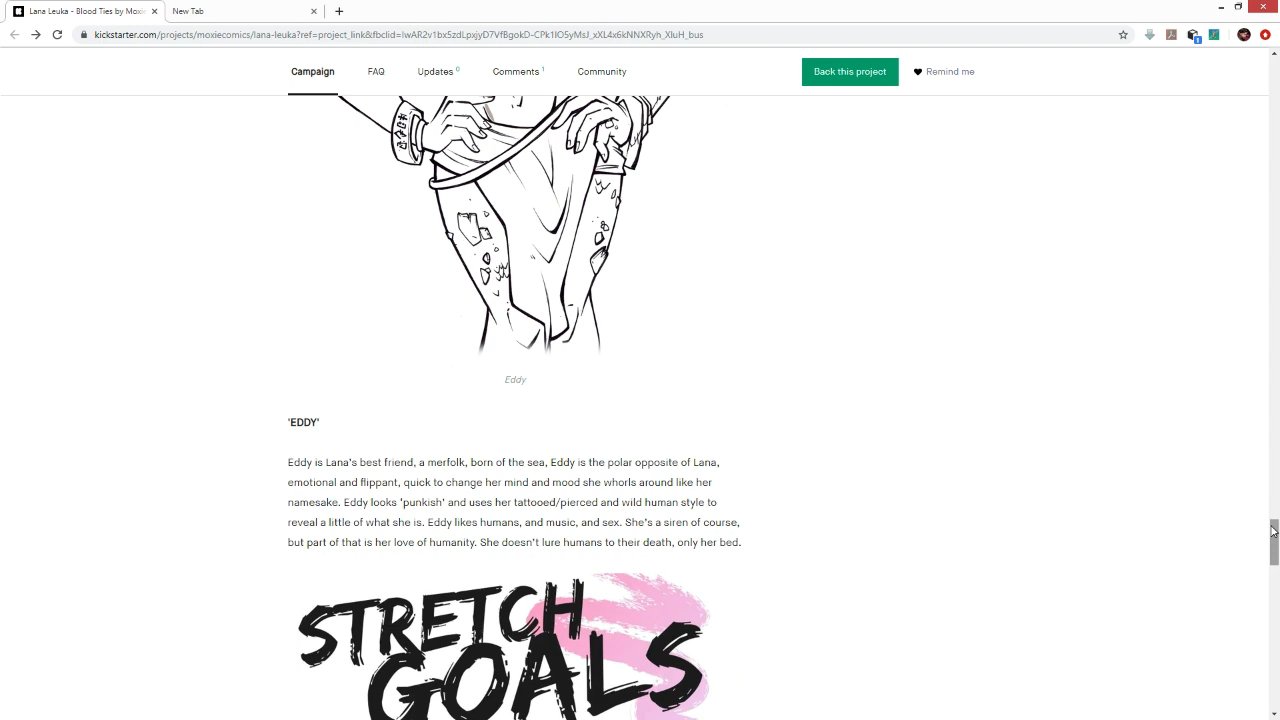 Lana Leuka - Blood Ties by Moxie
New Tab
kickstarter.com/projects/moxiecomics/lana-leuka?ref=project_link&fbclid=IwAR2v1bx5zdLpxjyD7VfBgokD-CPk1IO5yMsJ_xXL4x6kNNXRyh_XluH_bus
Campaign FAQ Updates 0 Comments 1 Community Back this project Remind me
Eddy
'EDDY'
Eddy is Lana's best friend, a merfolk, born of the sea, Eddy is the polar opposite of Lana,
emotional and flippant, quick to change her mind and mood she whorls around like her
namesake. Eddy looks 'punkish' and uses her tattooed/pierced and wild human style to
reveal a little of what she is. Eddy likes humans, and music, and sex. She's a siren of course,
but part of that is her love of humanity. She doesn't lure humans to their death, only her bed.
STRETCH
GOALS